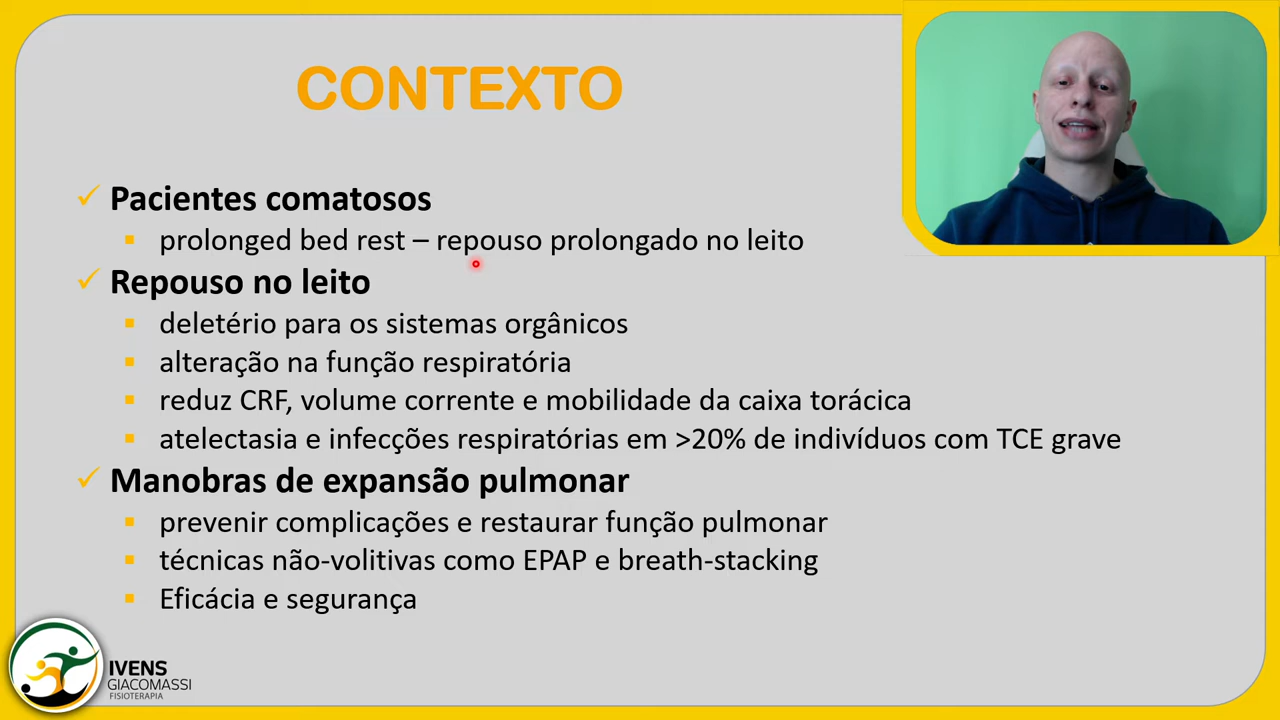 CONTEXTO
Pacientes comatosos
prolonged bed rest – repouso prolongado no leito
Repouso no leito
deletério para os sistemas orgânicos
alteração na função respiratória
reduz CRF, volume corrente e mobilidade da caixa torácica
atelectasia e infecções respiratórias em >20% de indivíduos com TCE grave
Manobras de expansão pulmonar
prevenir complicações e restaurar função pulmonar
técnicas não-volitivas como EPAP e breath-stacking
Eficácia e segurança
IVENS
GIACOMASSI
FISIOTERAPIA